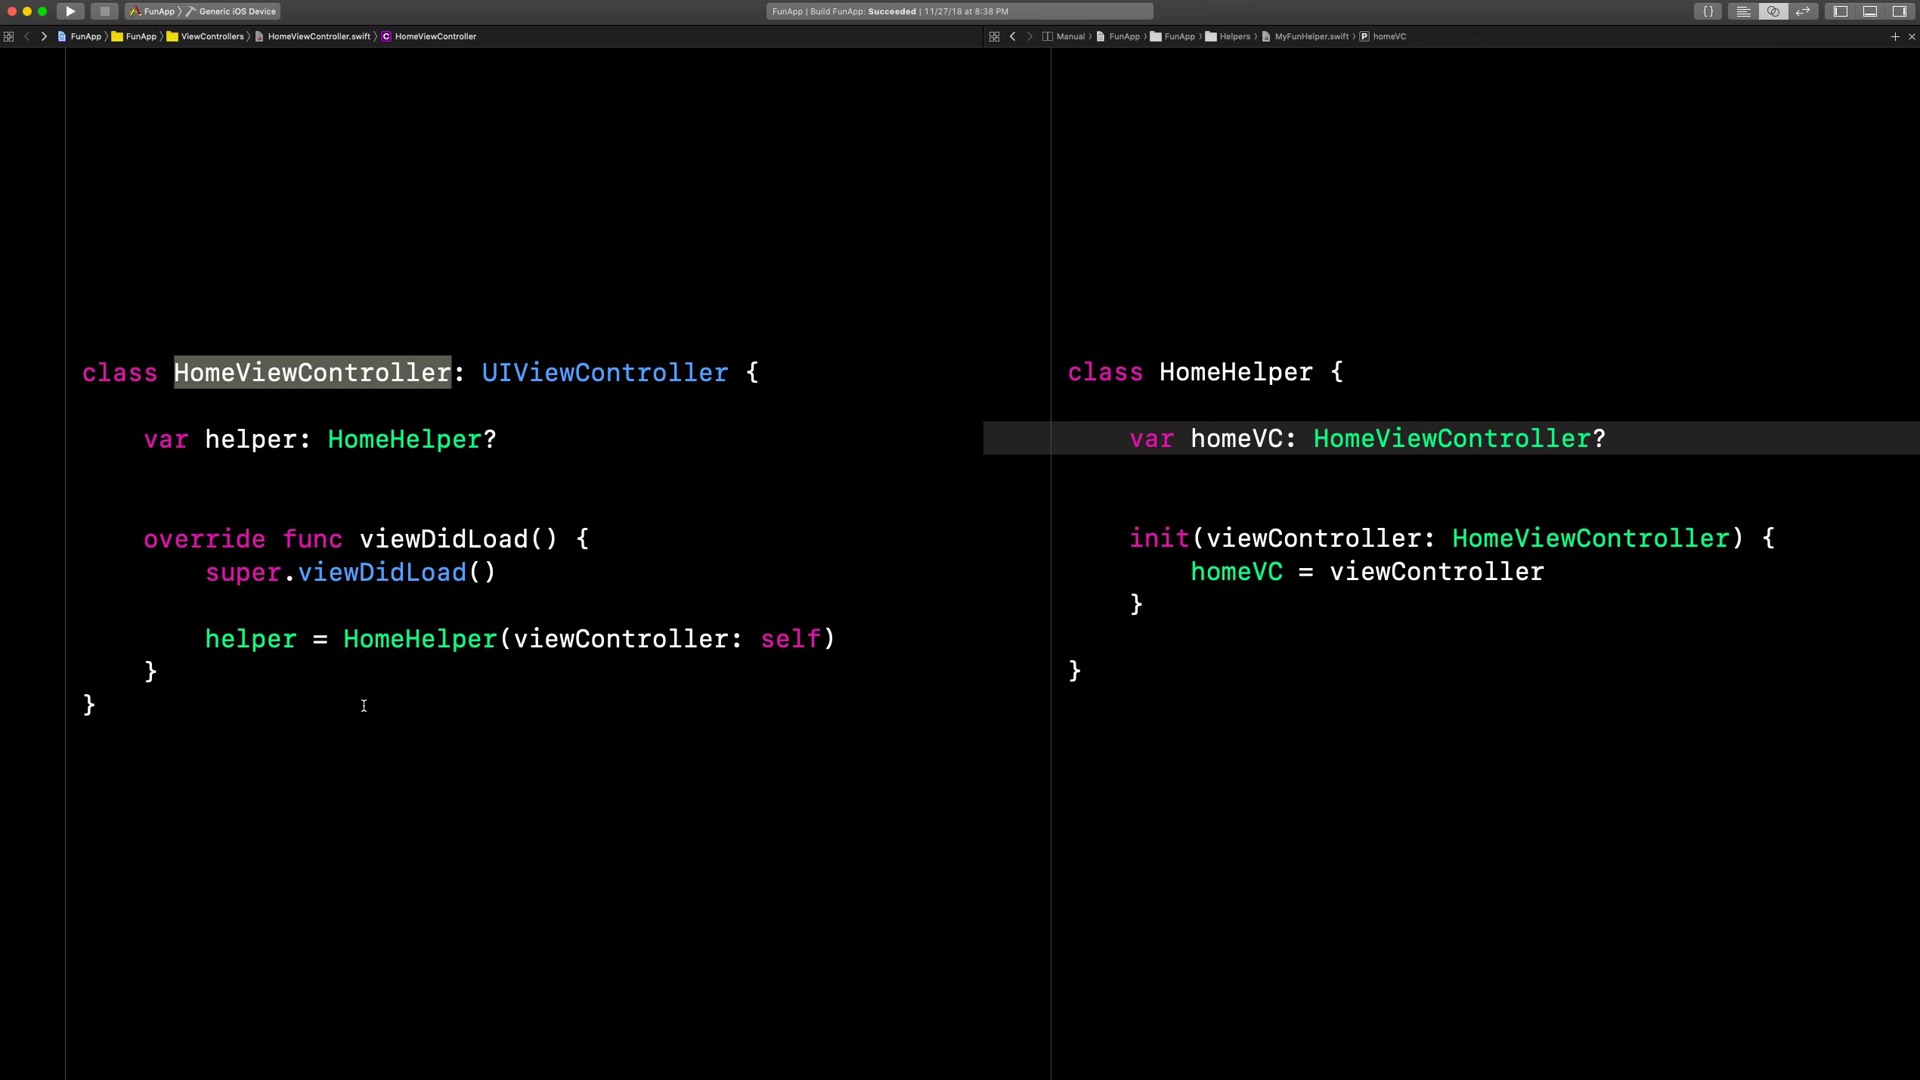 FunApp 〉 Generic iOS Device
FunApp | Build FunApp: Succeeded | 11/27/18 at 8:38 PM
{ }
FunApp 〉 FunApp 〉 ViewControllers 〉 HomeViewController.swift 〉 C HomeViewController
Manual 〉 FunApp 〉 FunApp 〉 Helpers 〉 MyFunHelper.swift 〉 P homeVC
class HomeViewController: UIViewController {
var helper: HomeHelper?
override func viewDidLoad() {
super.viewDidLoad()
helper = HomeHelper(viewController: self)
}
}
class HomeHelper {
var homeVC: HomeViewController?
init(viewController: HomeViewController) {
homeVC = viewController
}
}